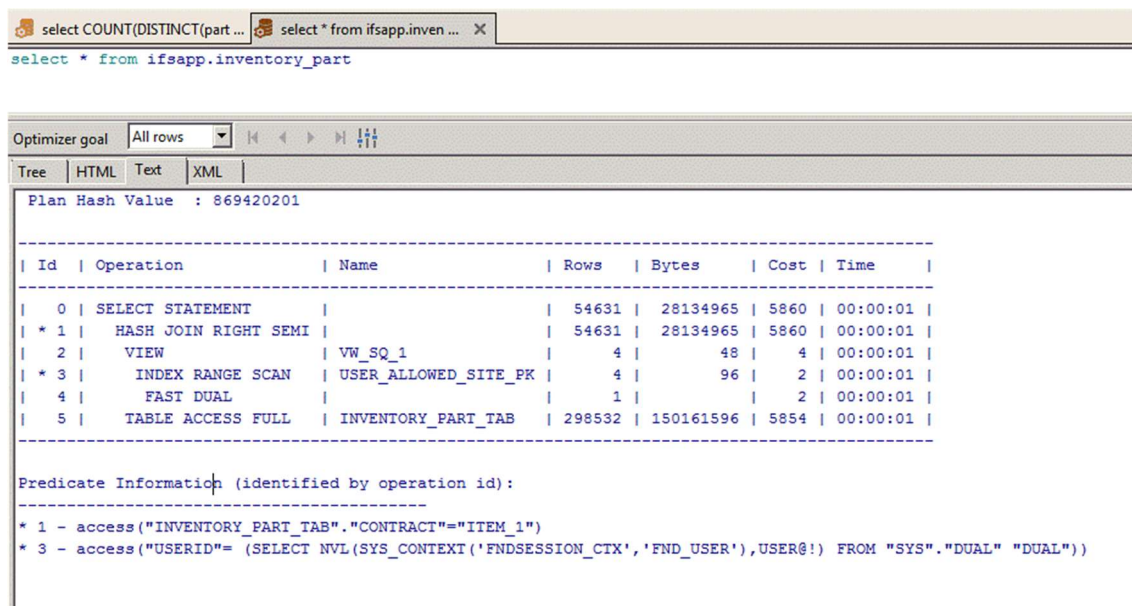 select COUNT(DISTINCT(part ... select * from ifsapp.inven ...
select * from ifsapp.inventory_part
Optimizer goal All rows
Tree HTML Text XML
Plan Hash Value : 869420201
-----------------------------------------------------------------------------------------------
| Id | Operation | Name | Rows | Bytes | Cost | Time |
-----------------------------------------------------------------------------------------------
| 0 | SELECT STATEMENT | | 54631 | 28134965 | 5860 | 00:00:01 |
| * 1 | HASH JOIN RIGHT SEMI | | 54631 | 28134965 | 5860 | 00:00:01 |
| 2 | VIEW | VW_SQ_1 | 4 | 48 | 4 | 00:00:01 |
| * 3 | INDEX RANGE SCAN | USER_ALLOWED_SITE_PK | 4 | 96 | 2 | 00:00:01 |
| 4 | FAST DUAL | | 1 | | 2 | 00:00:01 |
| 5 | TABLE ACCESS FULL | INVENTORY_PART_TAB | 298532 | 150161596 | 5854 | 00:00:01 |
-----------------------------------------------------------------------------------------------
Predicate Information (identified by operation id):
------------------------------------------
* 1 - access("INVENTORY_PART_TAB"."CONTRACT"="ITEM_1")
* 3 - access("USERID"= (SELECT NVL(SYS_CONTEXT('FNDSESSION_CTX','FND_USER'),USER@!) FROM "SYS"."DUAL" "DUAL"))